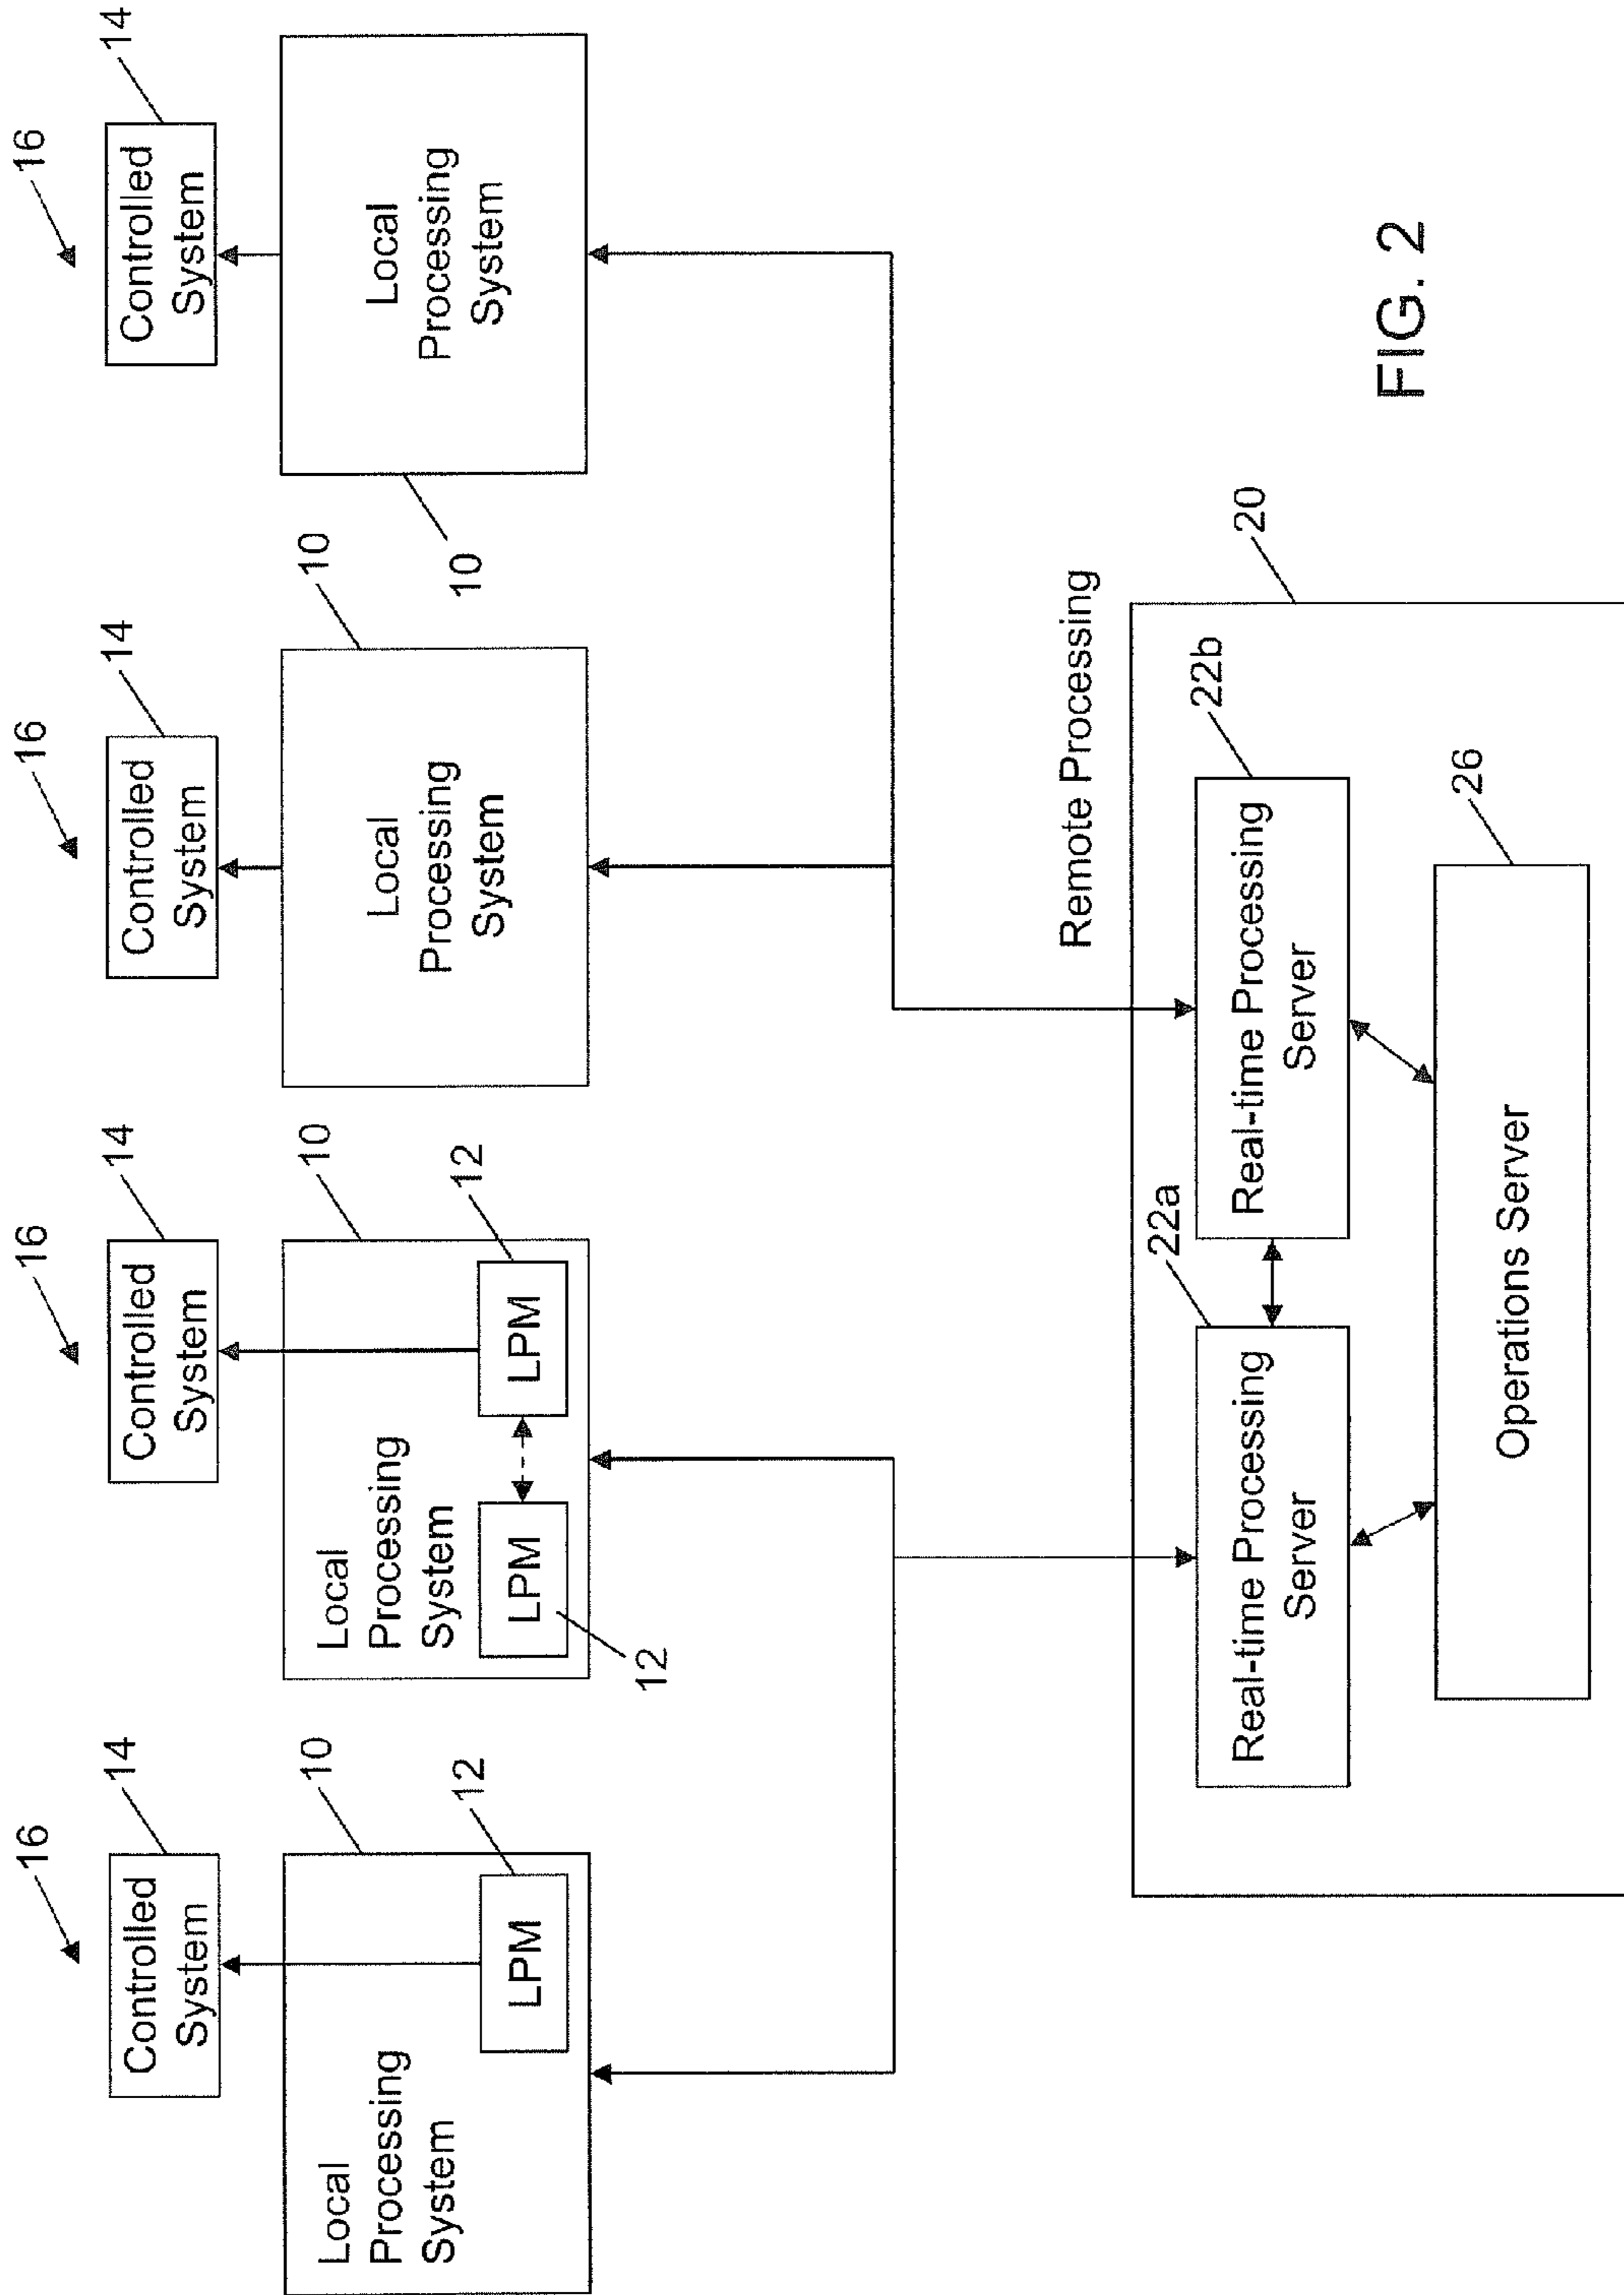 16
16
16
16
14
14
14
14
Controlled
System
Controlled
System
Controlled
System
Controlled
System
10
10
10
10
Local
Processing
System
12
LPM
Local
Processing
System
12
LPM
LPM
12
Local
Processing
System
Local
Processing
System
Remote Processing
20
22a
22b
Real-time Processing
Server
Real-time Processing
Server
26
Operations Server
FIG. 2